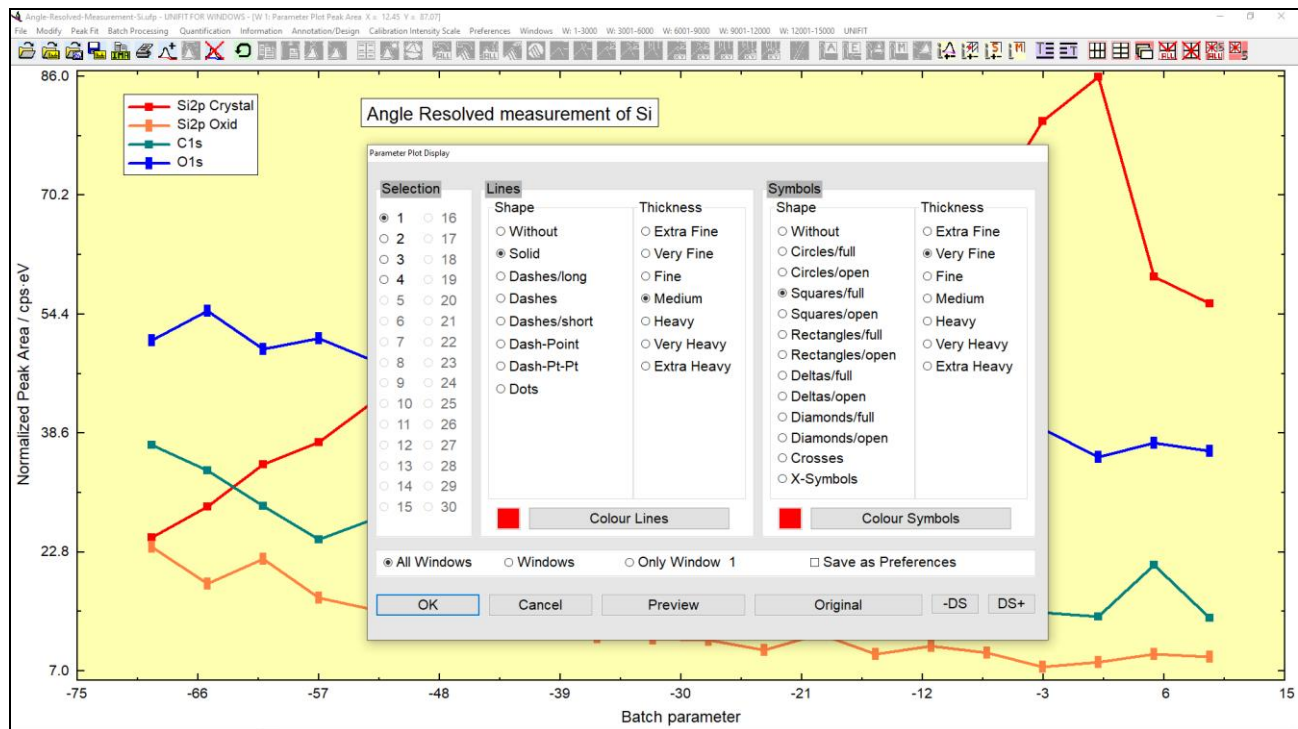 Angle-Resolved-Measurement-Si.ufp - UNIFIT FOR WINDOWS - [W 1: Parameter Plot Peak Area X = 12,45 Y = 87,07]
File Modify Peak Fit Batch Processing Quantification Information Annotation/Design Calibration Intensity Scale Preferences Windows W: 1-3000 W: 3001-6000 W: 6001-9000 W: 9001-12000 W: 12001-15000 UNIFIT
86.0
70.2
54.4
38.6
22.8
7.0
Normalized Peak Area / cps·eV
Si2p Crystal
Si2p Oxid
C1s
O1s
Angle Resolved measurement of Si
Parameter Plot Display
Selection
1 16
2 17
3 18
4 19
5 20
6 21
7 22
8 23
9 24
10 25
11 26
12 27
13 28
14 29
15 30
Lines
Shape
Without
Solid
Dashes/long
Dashes
Dashes/short
Dash-Point
Dash-Pt-Pt
Dots
Thickness
Extra Fine
Very Fine
Fine
Medium
Heavy
Very Heavy
Extra Heavy
Colour Lines
Symbols
Shape
Without
Circles/full
Circles/open
Squares/full
Squares/open
Rectangles/full
Rectangles/open
Deltas/full
Deltas/open
Diamonds/full
Diamonds/open
Crosses
X-Symbols
Thickness
Extra Fine
Very Fine
Fine
Medium
Heavy
Very Heavy
Extra Heavy
Colour Symbols
All Windows Windows Only Window 1 Save as Preferences
OK Cancel Preview Original -DS DS+
-75 -66 -57 -48 -39 -30 -21 -12 -3 6 15
Batch parameter